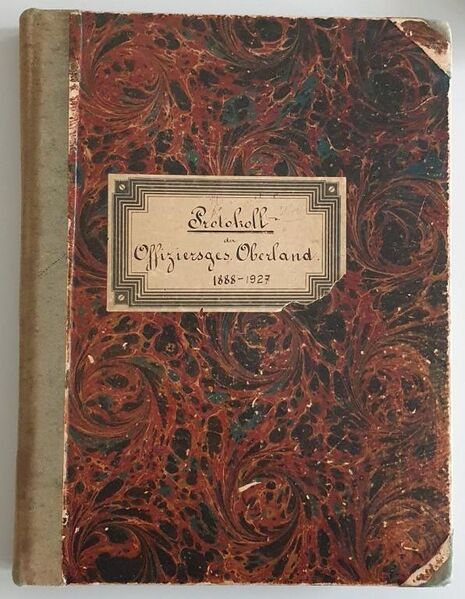 Protokoll
der
Offiziersges. Oberland.
1888-1927